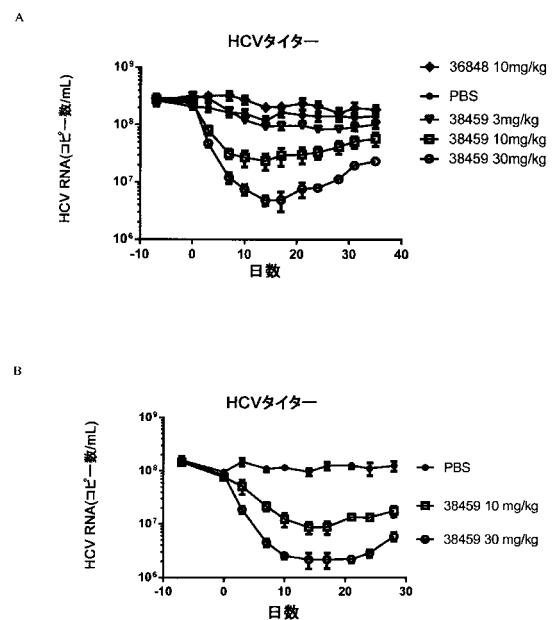 A
HCVタイター
HCV RNA(コピー数/mL)
10⁹
10⁸
10⁷
10⁶
-10
0
10
20
30
40
日数
36848 10mg/kg
PBS
38459 3mg/kg
38459 10mg/kg
38459 30mg/kg
B
HCVタイター
HCV RNA(コピー数/mL)
10⁹
10⁸
10⁷
10⁶
-10
0
10
20
30
日数
PBS
38459 10 mg/kg
38459 30 mg/kg